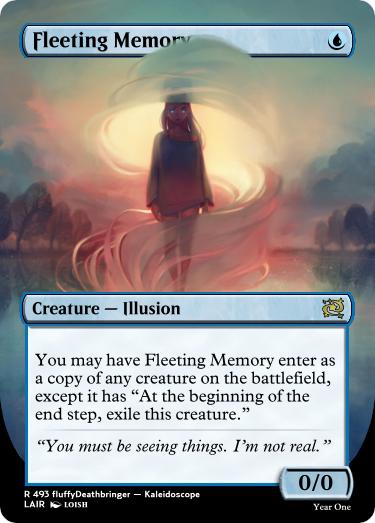 Fleeting Memory
Creature — Illusion
You may have Fleeting Memory enter as
a copy of any creature on the battlefield,
except it has “At the beginning of the
end step, exile this creature.”
“You must be seeing things. I’m not real.”
0/0
R 493 fluffyDeathbringer — Kaleidoscope
LAIR LOISH
Year One